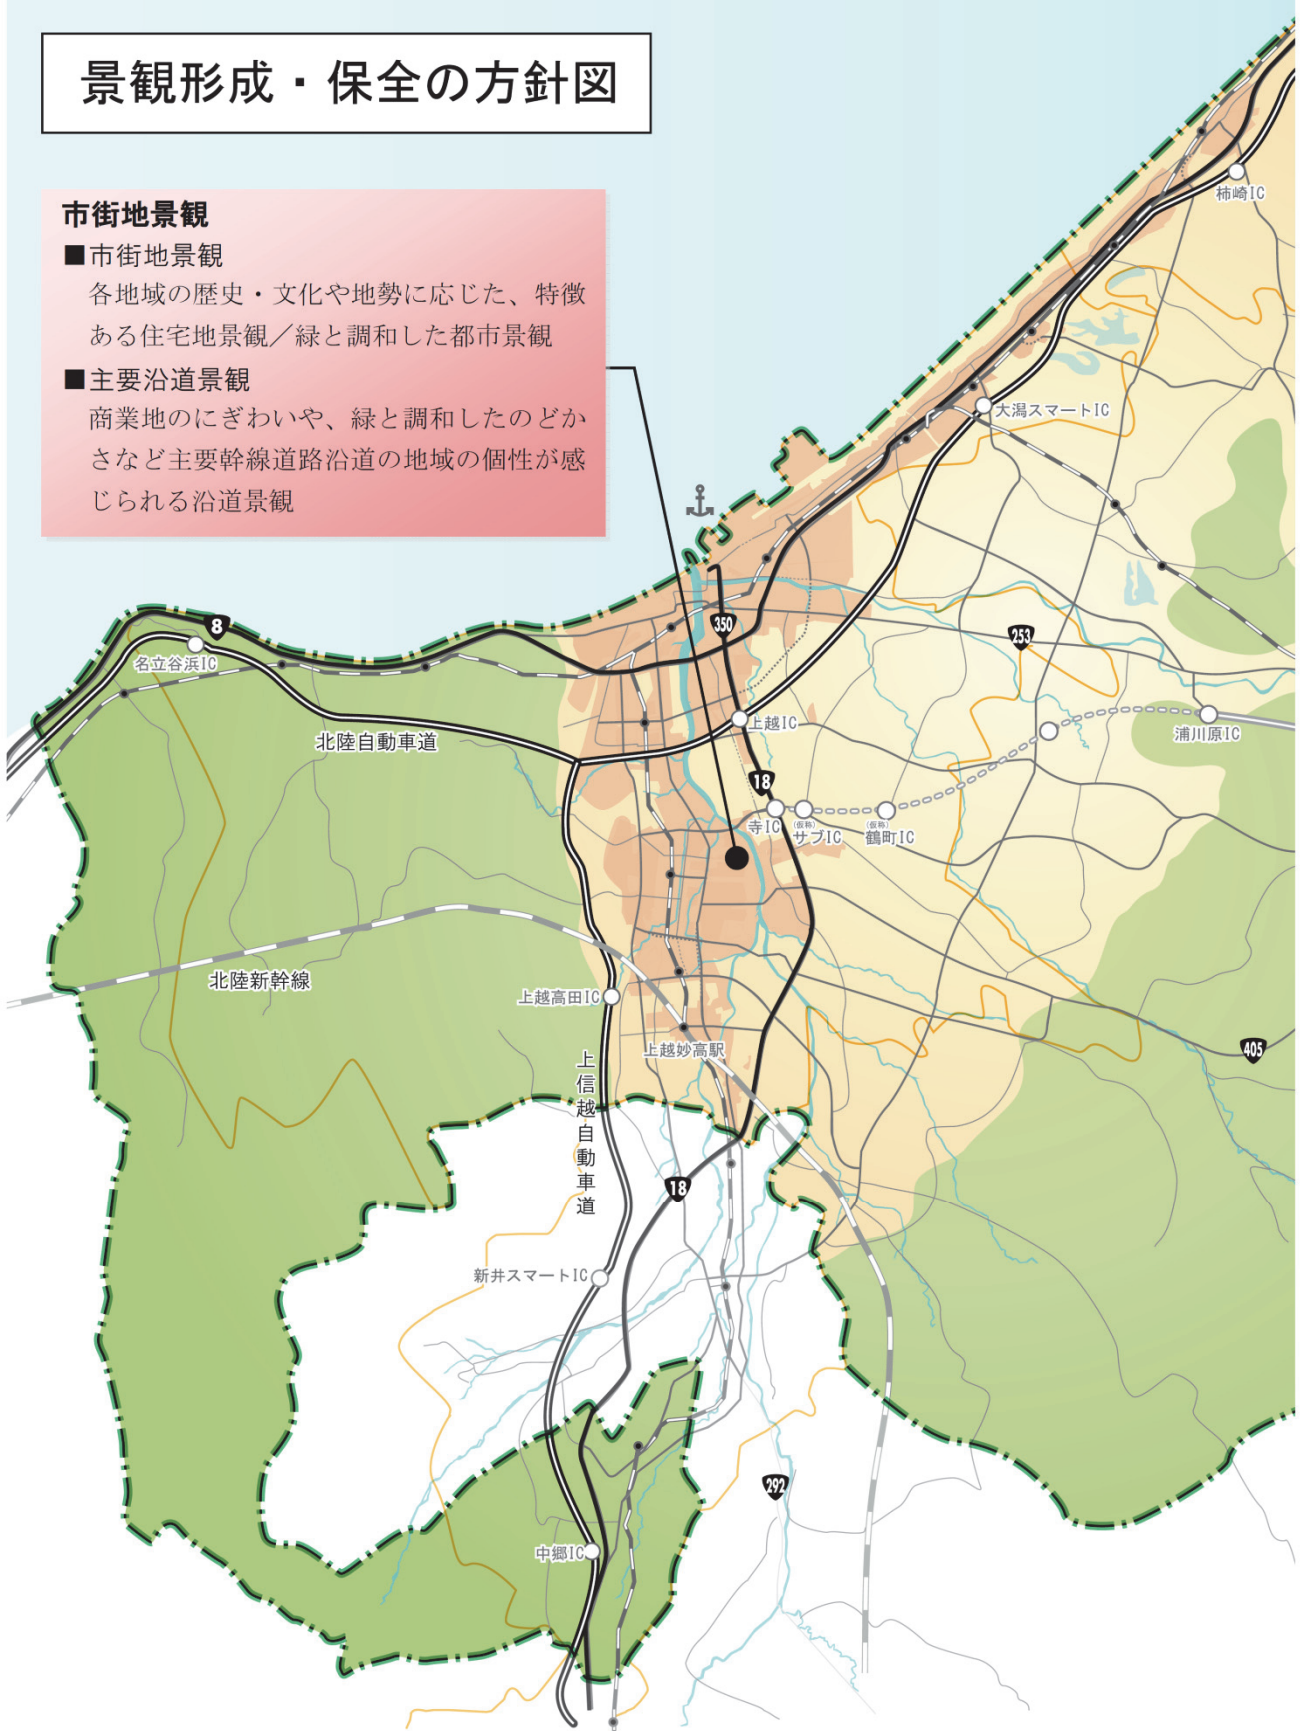 景観形成・保全の方針図
市街地景観
■市街地景観
各地域の歴史・文化や地勢に応じた、特徴
ある住宅地景観／緑と調和した都市景観
■主要沿道景観
商業地のにぎわいや、緑と調和したのどか
さなど主要幹線道路沿道の地域の個性が感
じられる沿道景観
柿崎IC
大潟スマートIC
8
350
253
名立谷浜IC
上越IC
浦川原IC
北陸自動車道
18
寺IC
(仮称)
サブIC
(仮称)
鶴町IC
北陸新幹線
上越高田IC
上越妙高駅
405
上信越自動車道
18
新井スマートIC
292
中郷IC